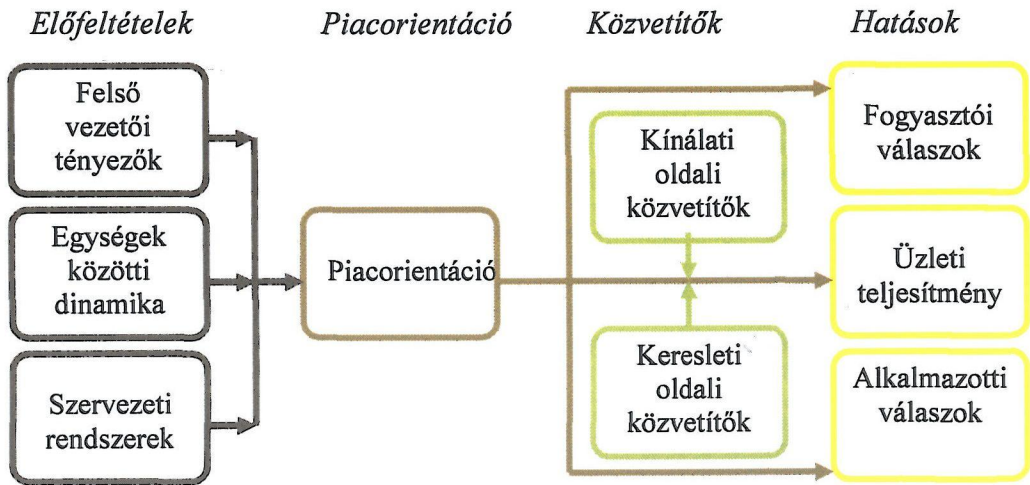 Előfeltételek
Piacorientáció
Közvetítők
Hatások
Felső
vezetői
tényezők
Egységek
közötti
dinamika
Szervezeti
rendszerek
Piacorientáció
Kínálati
oldali
közvetítők
Keresleti
oldali
közvetítők
Fogyasztói
válaszok
Üzleti
teljesítmény
Alkalmazotti
válaszok